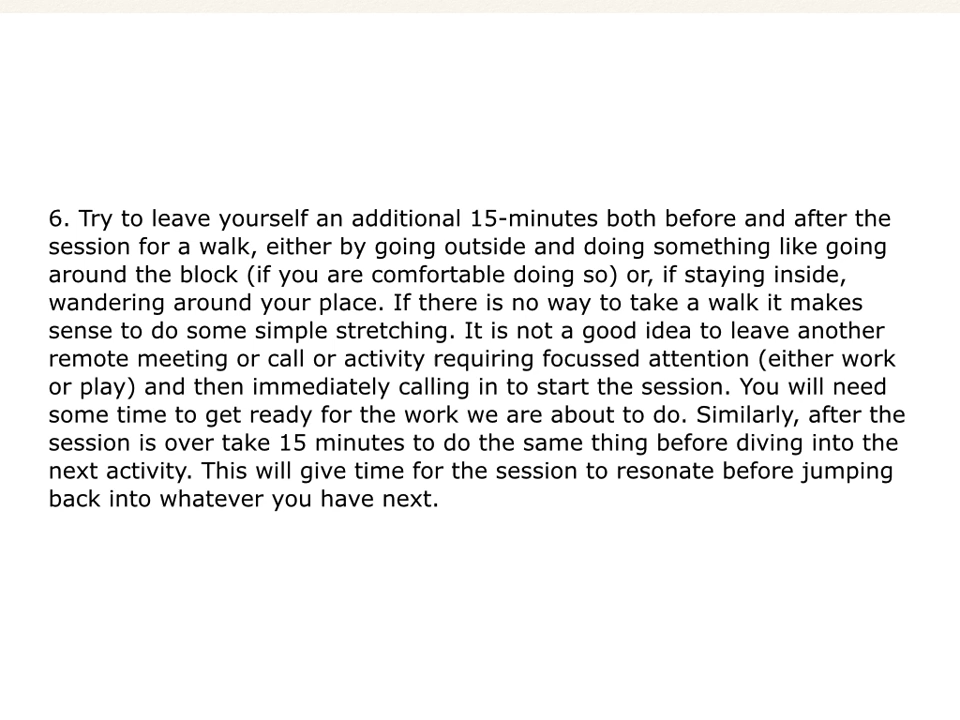 6. Try to leave yourself an additional 15-minutes both before and after the
session for a walk, either by going outside and doing something like going
around the block (if you are comfortable doing so) or, if staying inside,
wandering around your place. If there is no way to take a walk it makes
sense to do some simple stretching. It is not a good idea to leave another
remote meeting or call or activity requiring focussed attention (either work
or play) and then immediately calling in to start the session. You will need
some time to get ready for the work we are about to do. Similarly, after the
session is over take 15 minutes to do the same thing before diving into the
next activity. This will give time for the session to resonate before jumping
back into whatever you have next.